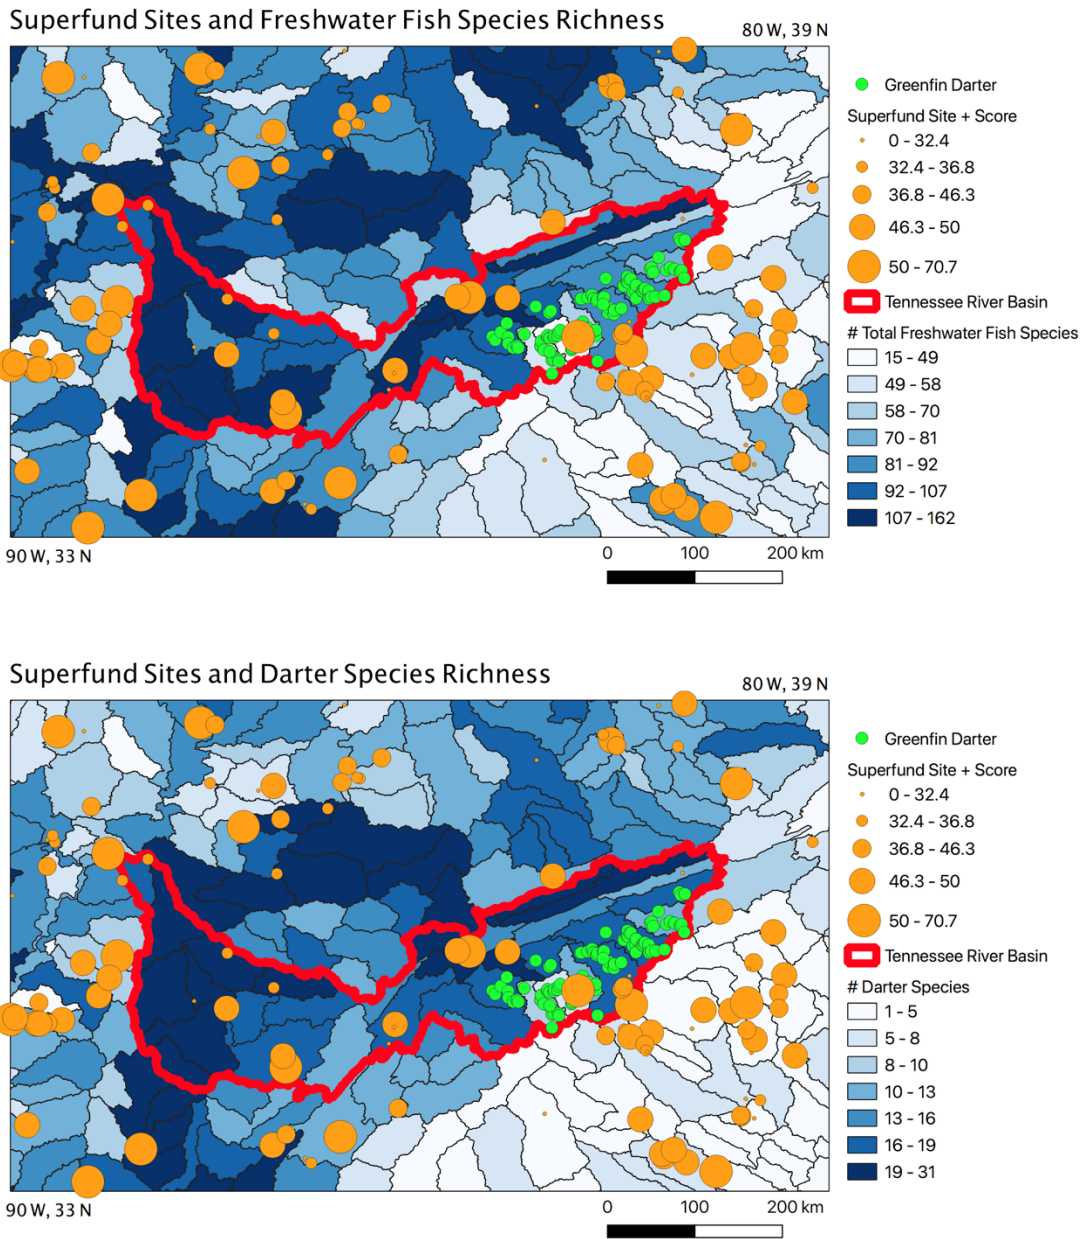 Superfund Sites and Freshwater Fish Species Richness
80 W, 39 N
Greenfin Darter
Superfund Site + Score
0 - 32.4
32.4 - 36.8
36.8 - 46.3
46.3 - 50
50 - 70.7
Tennessee River Basin
# Total Freshwater Fish Species
15 - 49
49 - 58
58 - 70
70 - 81
81 - 92
92 - 107
107 - 162
90 W, 33 N
0 100 200 km
Superfund Sites and Darter Species Richness
80 W, 39 N
Greenfin Darter
Superfund Site + Score
0 - 32.4
32.4 - 36.8
36.8 - 46.3
46.3 - 50
50 - 70.7
Tennessee River Basin
# Darter Species
1 - 5
5 - 8
8 - 10
10 - 13
13 - 16
16 - 19
19 - 31
90 W, 33 N
0 100 200 km